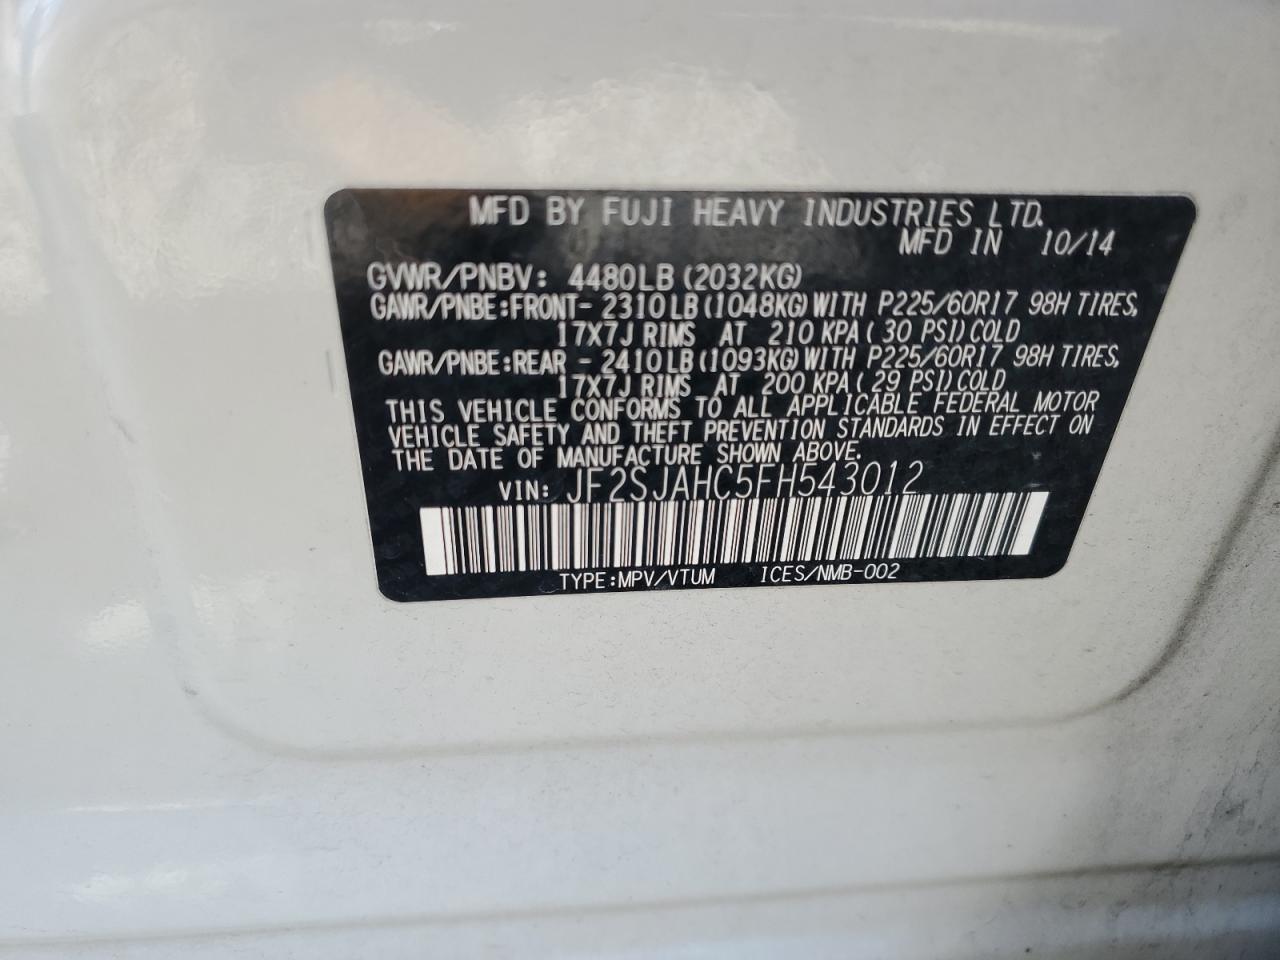 MFD BY FUJI HEAVY INDUSTRIES LTD.
MFD IN 10/14
GVWR/PNBV: 4480LB (2032KG)
GAWR/PNBE:FRONT- 2310LB(1048KG)WITH P225/60R17 98H TIRES,
17X7J RIMS AT 210 KPA( 30 PSI)COLD
GAWR/PNBE:REAR - 2410LB(1093KG)WITH P225/60R17 98H TIRES,
17X7J RIMS AT 200 KPA( 29 PSI)COLD
THIS VEHICLE CONFORMS TO ALL APPLICABLE FEDERAL MOTOR
VEHICLE SAFETY AND THEFT PREVENTION STANDARDS IN EFFECT ON
THE DATE OF MANUFACTURE SHOWN ABOVE.
VIN: JF2SJAHC5FH543012
TYPE:MPV/VTUM ICES/NMB-002